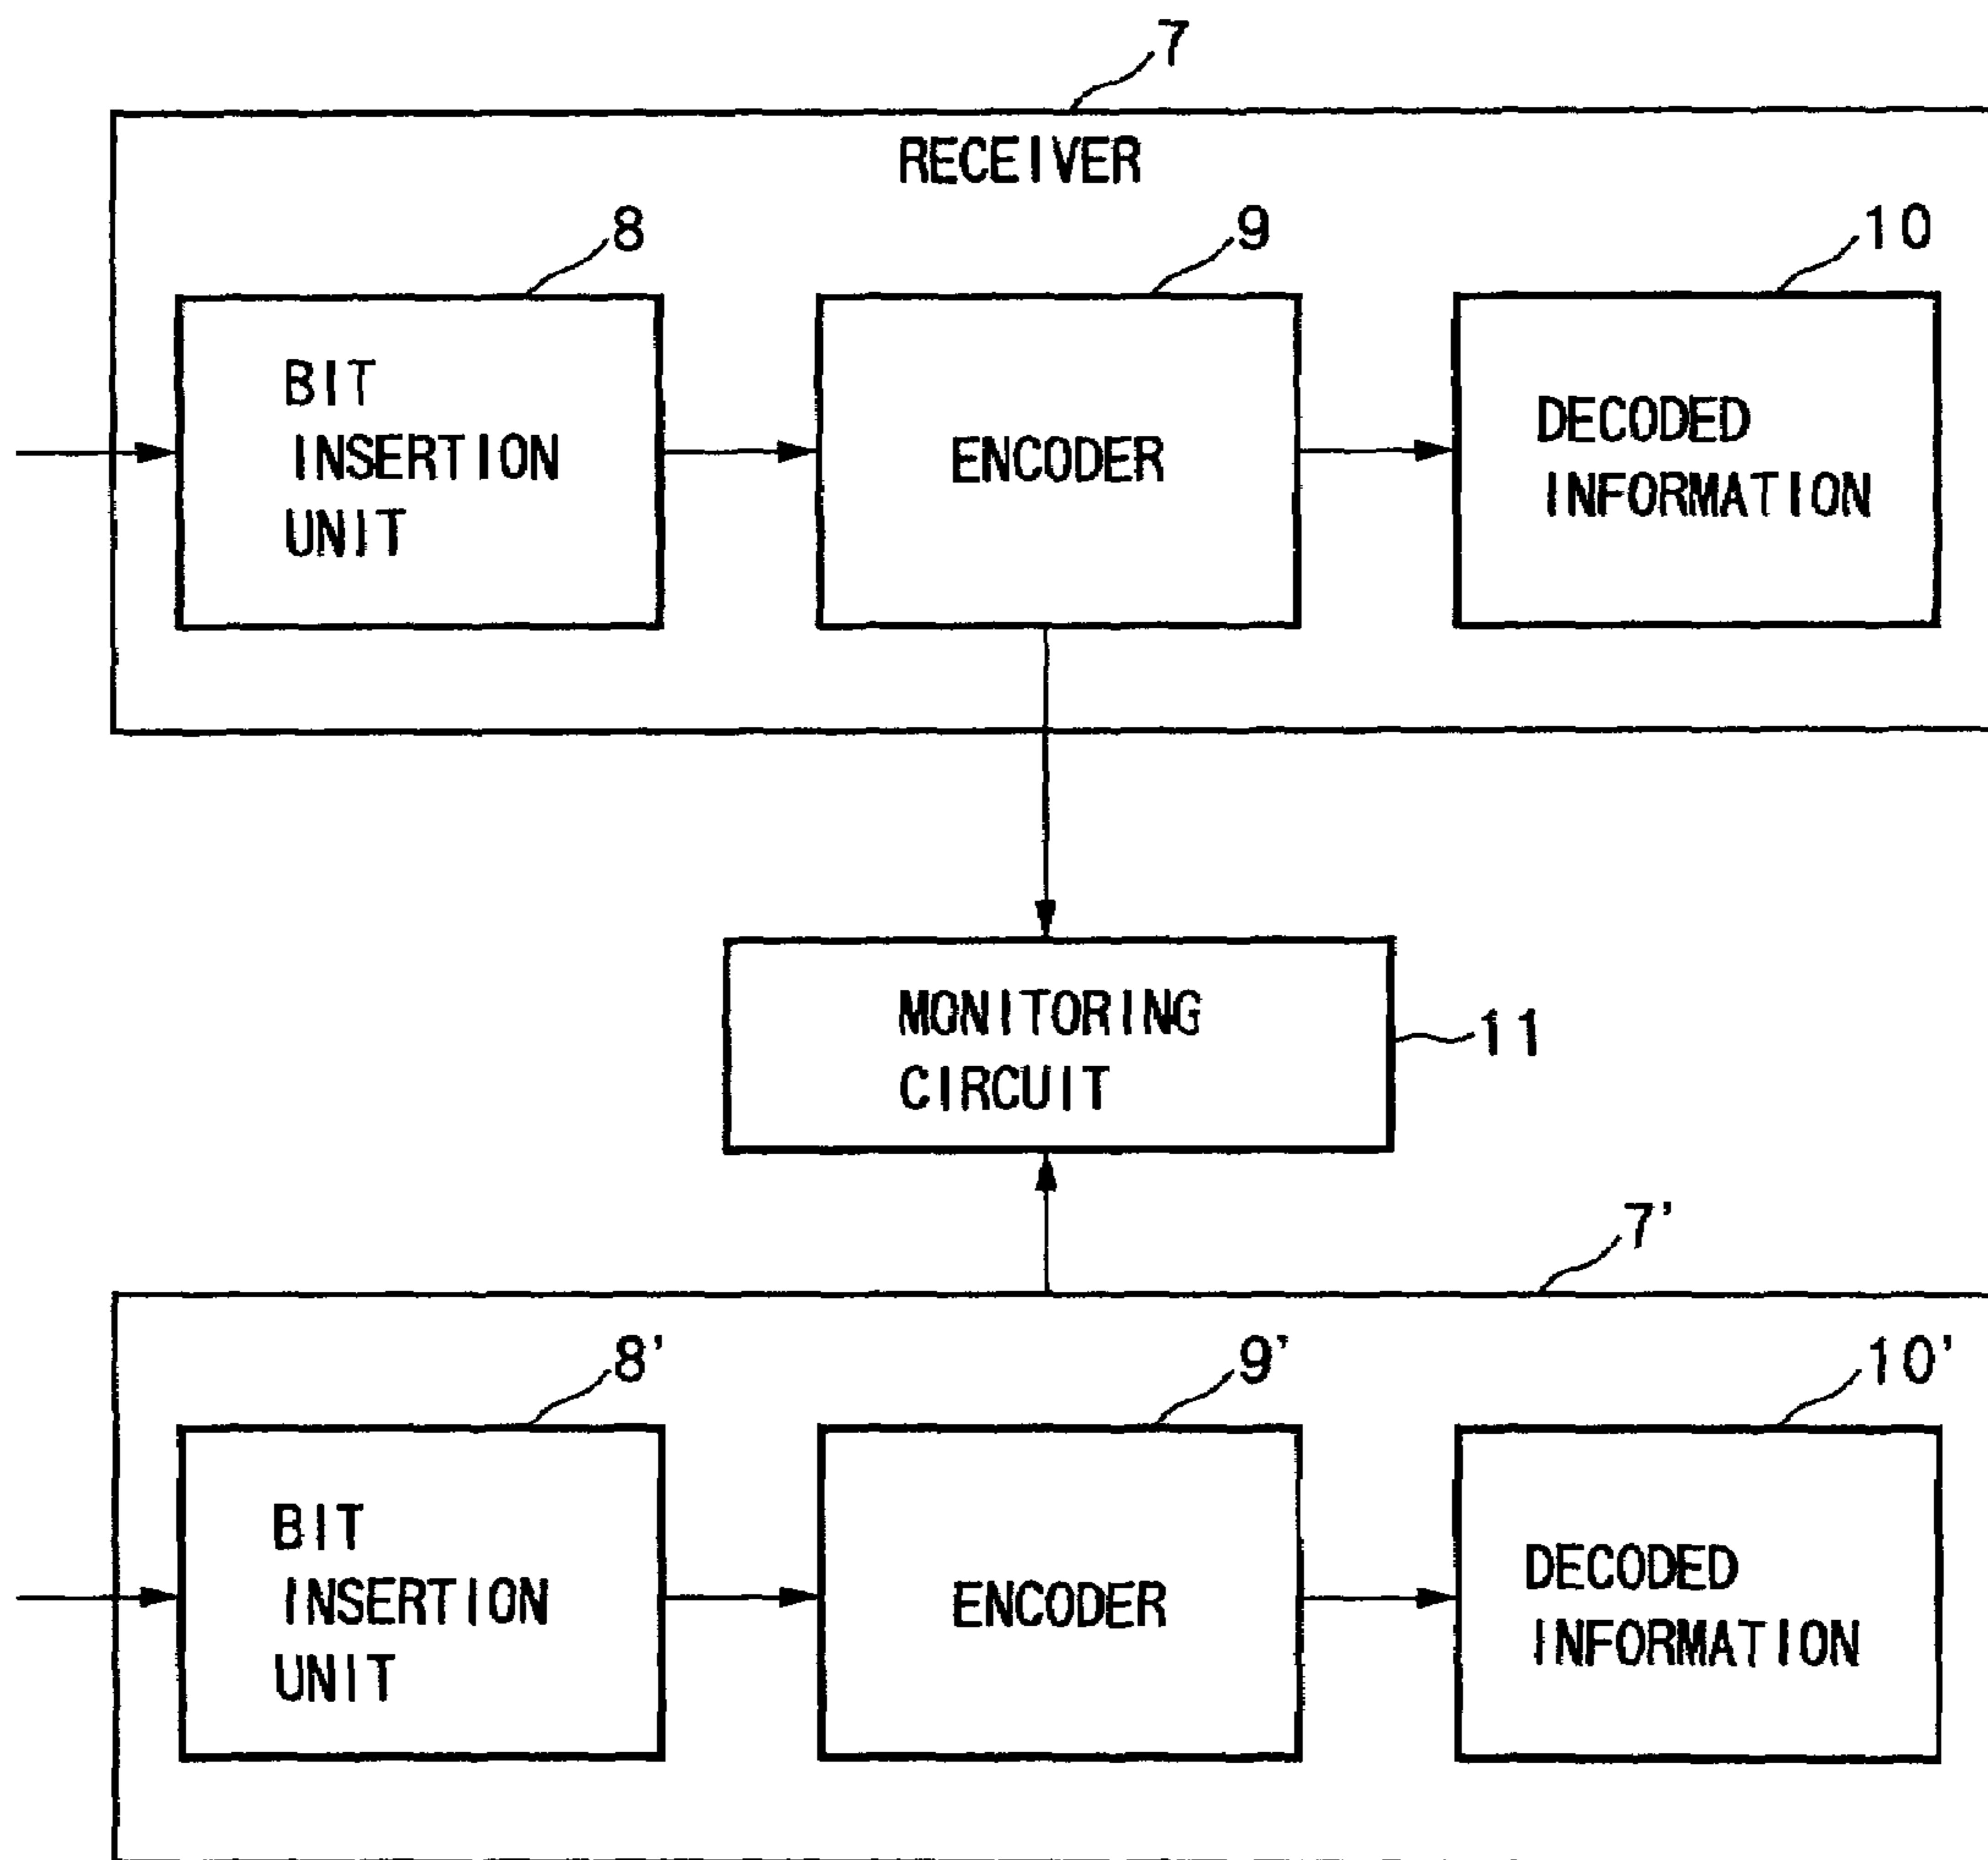 7
RECEIVER
8
9
10
BIT
INSERTION
UNIT
ENCODER
DECODED
INFORMATION
MONITORING
CIRCUIT
11
7'
8'
9'
10'
BIT
INSERTION
UNIT
ENCODER
DECODED
INFORMATION